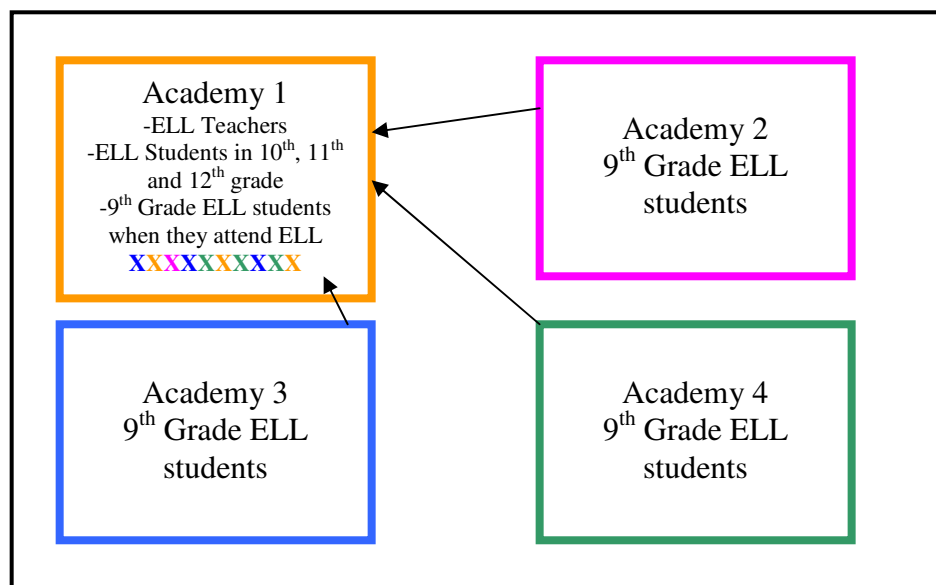 Academy 1
-ELL Teachers
-ELL Students in 10th, 11th
and 12th grade
-9th Grade ELL students
when they attend ELL
XXXXXXXXXX
Academy 2
9th Grade ELL
students
Academy 3
9th Grade ELL
students
Academy 4
9th Grade ELL
students